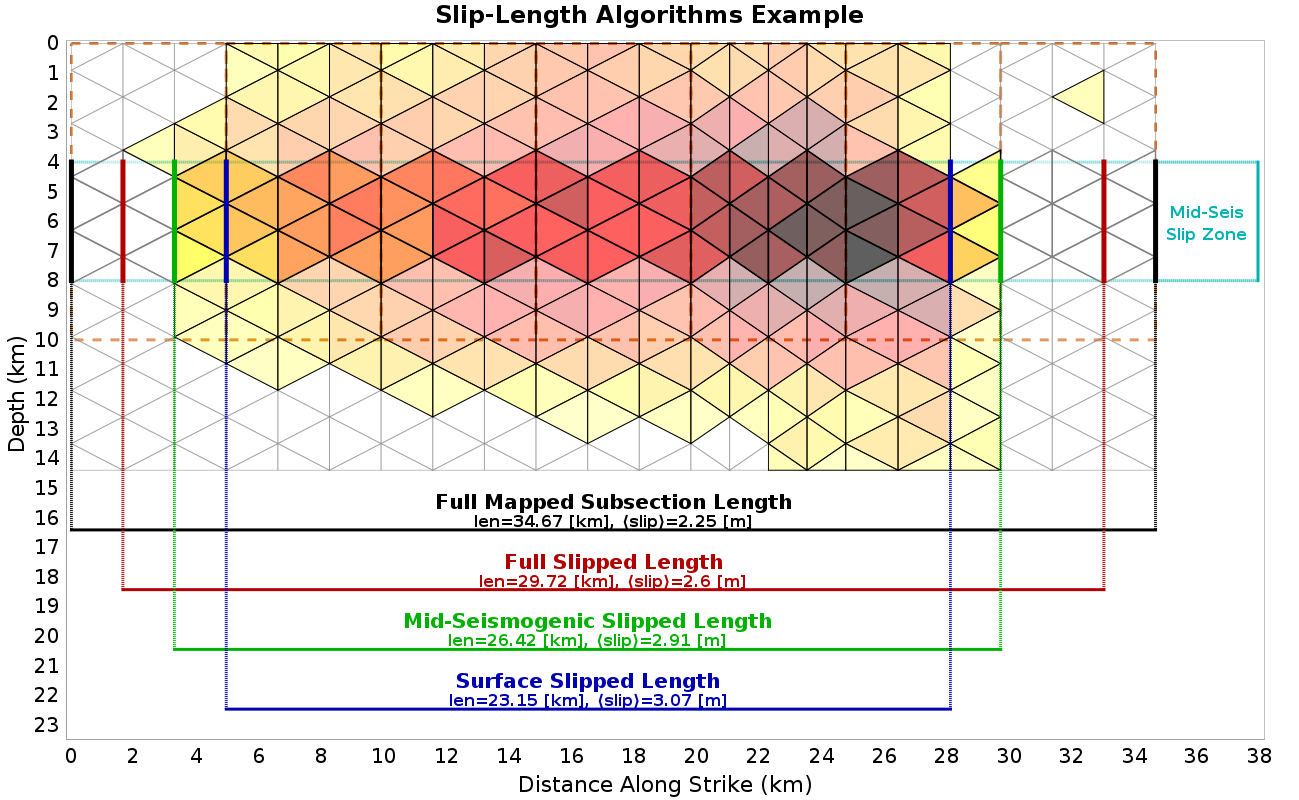 Slip-Length Algorithms Example
0
1
2
3
4
5
6
7
8
9
10
11
12
13
14
15
16
17
18
19
20
21
22
23
Depth (km)
Mid-Seis
Slip Zone
Full Mapped Subsection Length
len=34.67 [km], ⟨slip⟩=2.25 [m]
Full Slipped Length
len=29.72 [km], ⟨slip⟩=2.6 [m]
Mid-Seismogenic Slipped Length
len=26.42 [km], ⟨slip⟩=2.91 [m]
Surface Slipped Length
len=23.15 [km], ⟨slip⟩=3.07 [m]
0 2 4 6 8 10 12 14 16 18 20 22 24 26 28 30 32 34 36 38
Distance Along Strike (km)